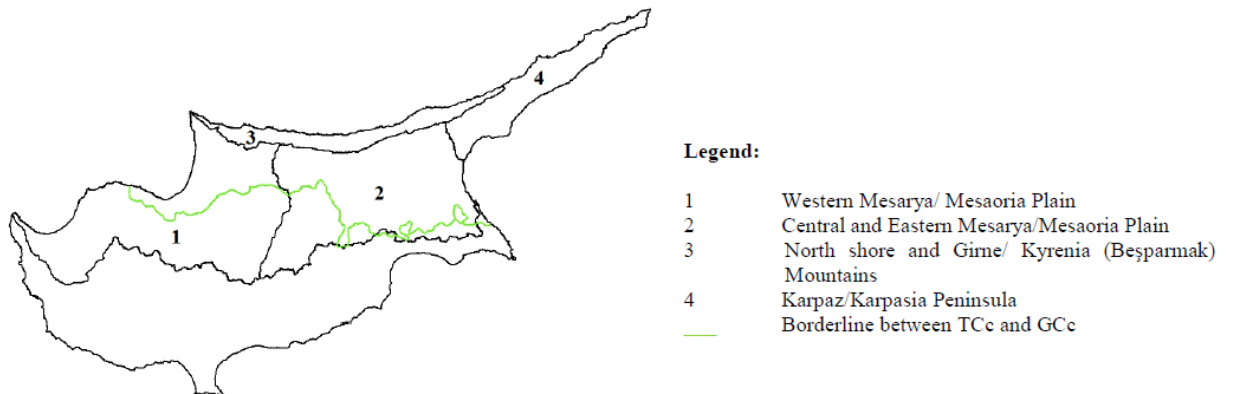 4
3
2
1
Legend:
1 Western Mesarya/ Mesaoria Plain
2 Central and Eastern Mesarya/Mesaoria Plain
3 North shore and Girne/ Kyrenia (Beşparmak)
Mountains
4 Karpaz/Karpasia Peninsula
Borderline between TCc and GCc